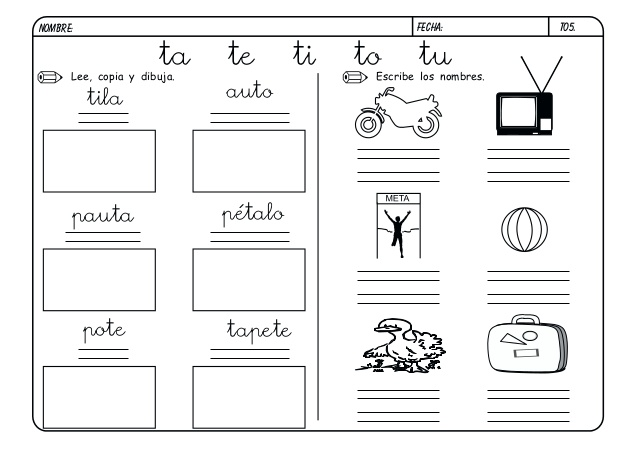 NOMBRE: FECHA: T05.
ta te ti to tu
Lee, copia y dibuja.
tila auto
pauta pétalo
pote tapete
Escribe los nombres.
META